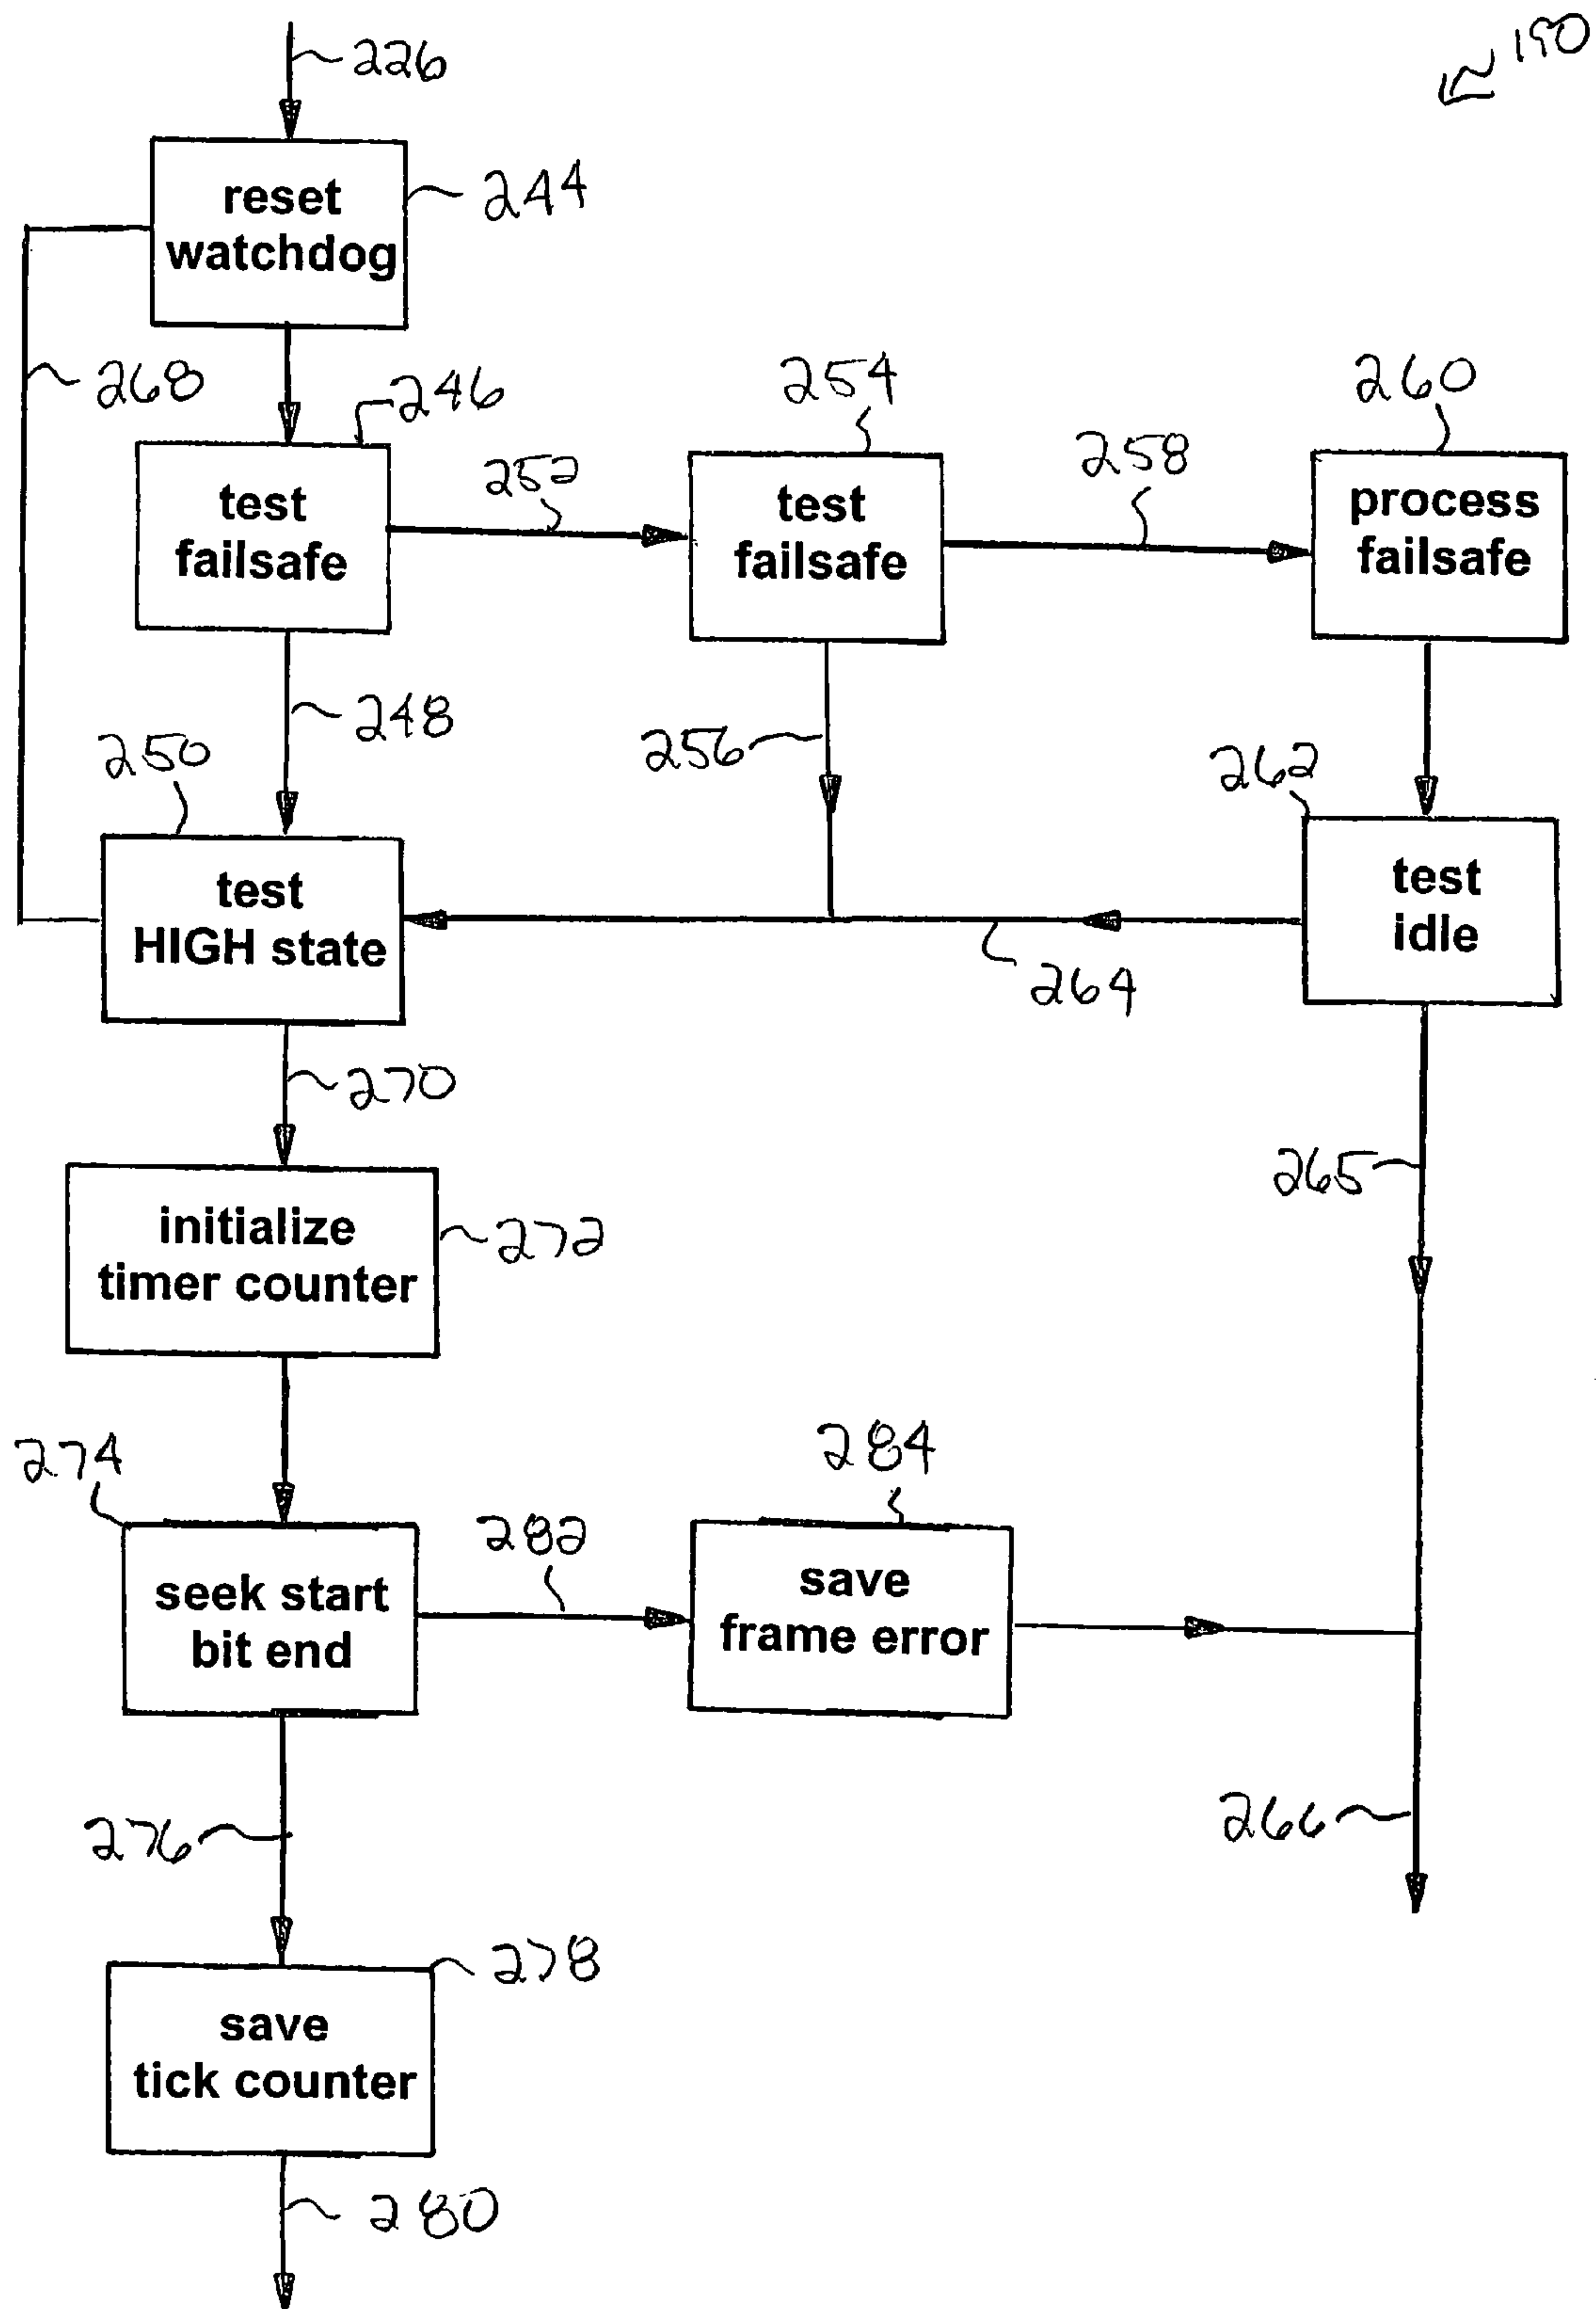 226
190
reset
watchdog
244
268
246
254
260
test
failsafe
252
test
failsafe
258
process
failsafe
248
250
256
262
test
HIGH state
264
test
idle
270
265
initialize
timer counter
272
274
284
seek start
bit end
282
save
frame error
276
266
278
save
tick counter
280